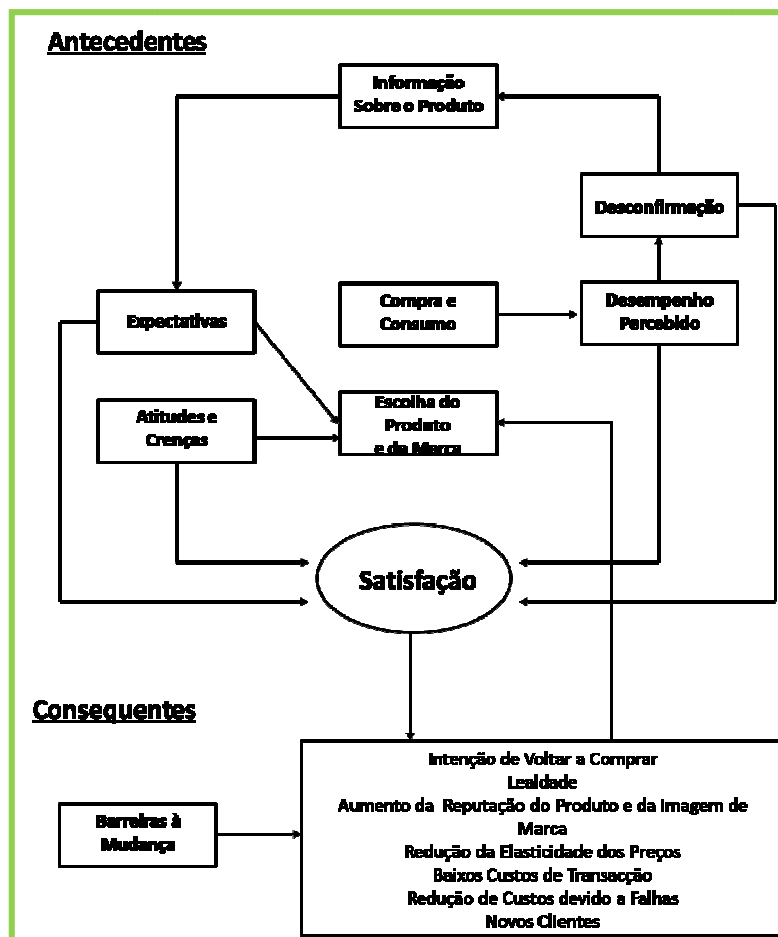 Antecedentes
Informação
Sobre o Produto
Desconfirmação
Expectativas
Compra e
Consumo
Desempenho
Percebido
Atitudes e
Crenças
Escolha do
Produto
e da Marca
Satisfação
Consequentes
Barreiras à
Mudança
Intenção de Voltar a Comprar
Lealdade
Aumento da Reputação do Produto e da Imagem de
Marca
Redução da Elasticidade dos Preços
Baixos Custos de Transacção
Redução de Custos devido a Falhas
Novos Clientes